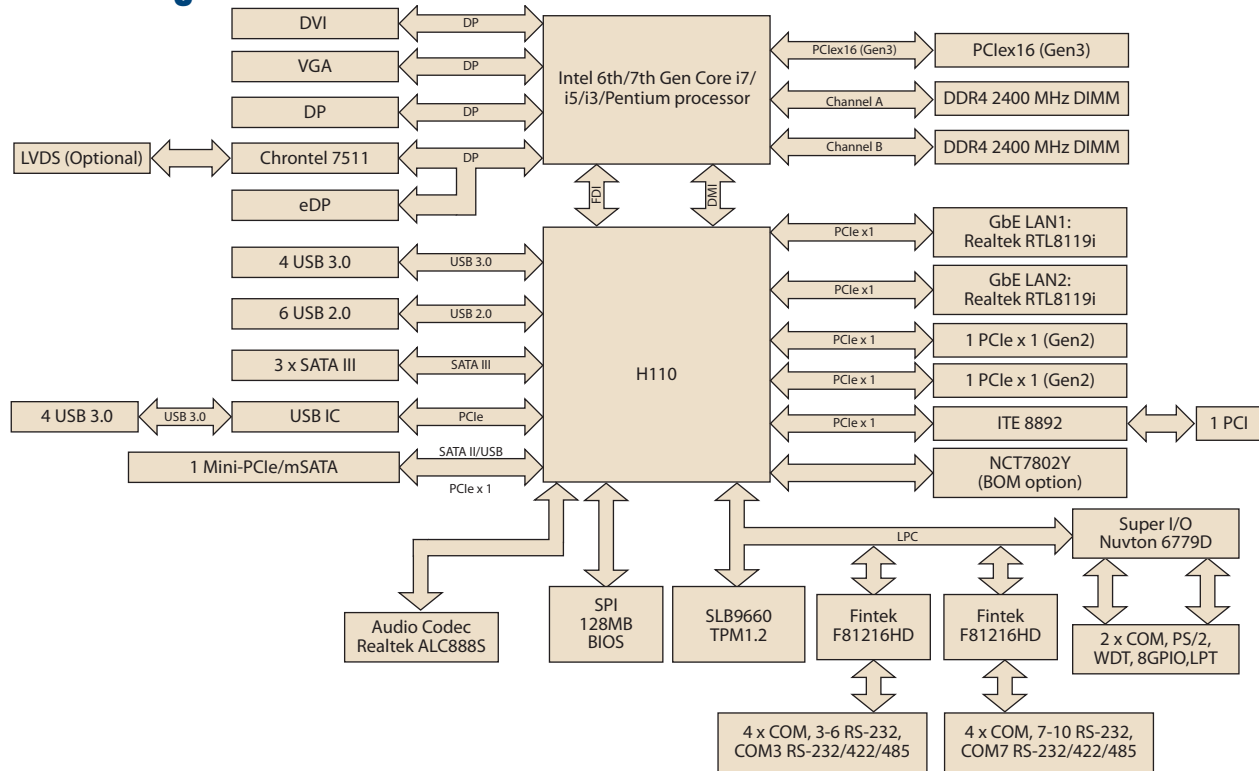 DVI
DP
VGA
DP
DP
DP
LVDS (Optional)
Chrontel 7511
DP
eDP
Intel 6th/7th Gen Core i7/
i5/i3/Pentium processor
PCIex16 (Gen3)
PCIex16 (Gen3)
Channel A
DDR4 2400 MHz DIMM
Channel B
DDR4 2400 MHz DIMM
FDI
DMI
4 USB 3.0
USB 3.0
6 USB 2.0
USB 2.0
3 x SATA III
SATA III
4 USB 3.0
USB 3.0
USB IC
PCIe
1 Mini-PCIe/mSATA
SATA II/USB
PCIe x 1
H110
PCIe x1
GbE LAN1:
Realtek RTL8119i
PCIe x1
GbE LAN2:
Realtek RTL8119i
PCIe x 1
1 PCIe x 1 (Gen2)
PCIe x 1
1 PCIe x 1 (Gen2)
PCIe x 1
ITE 8892
1 PCI
NCT7802Y
(BOM option)
LPC
Super I/O
Nuvton 6779D
Audio Codec
Realtek ALC888S
SPI
128MB
BIOS
SLB9660
TPM1.2
Fintek
F81216HD
Fintek
F81216HD
2 x COM, PS/2,
WDT, 8GPIO,LPT
4 x COM, 3-6 RS-232,
COM3 RS-232/422/485
4 x COM, 7-10 RS-232,
COM7 RS-232/422/485